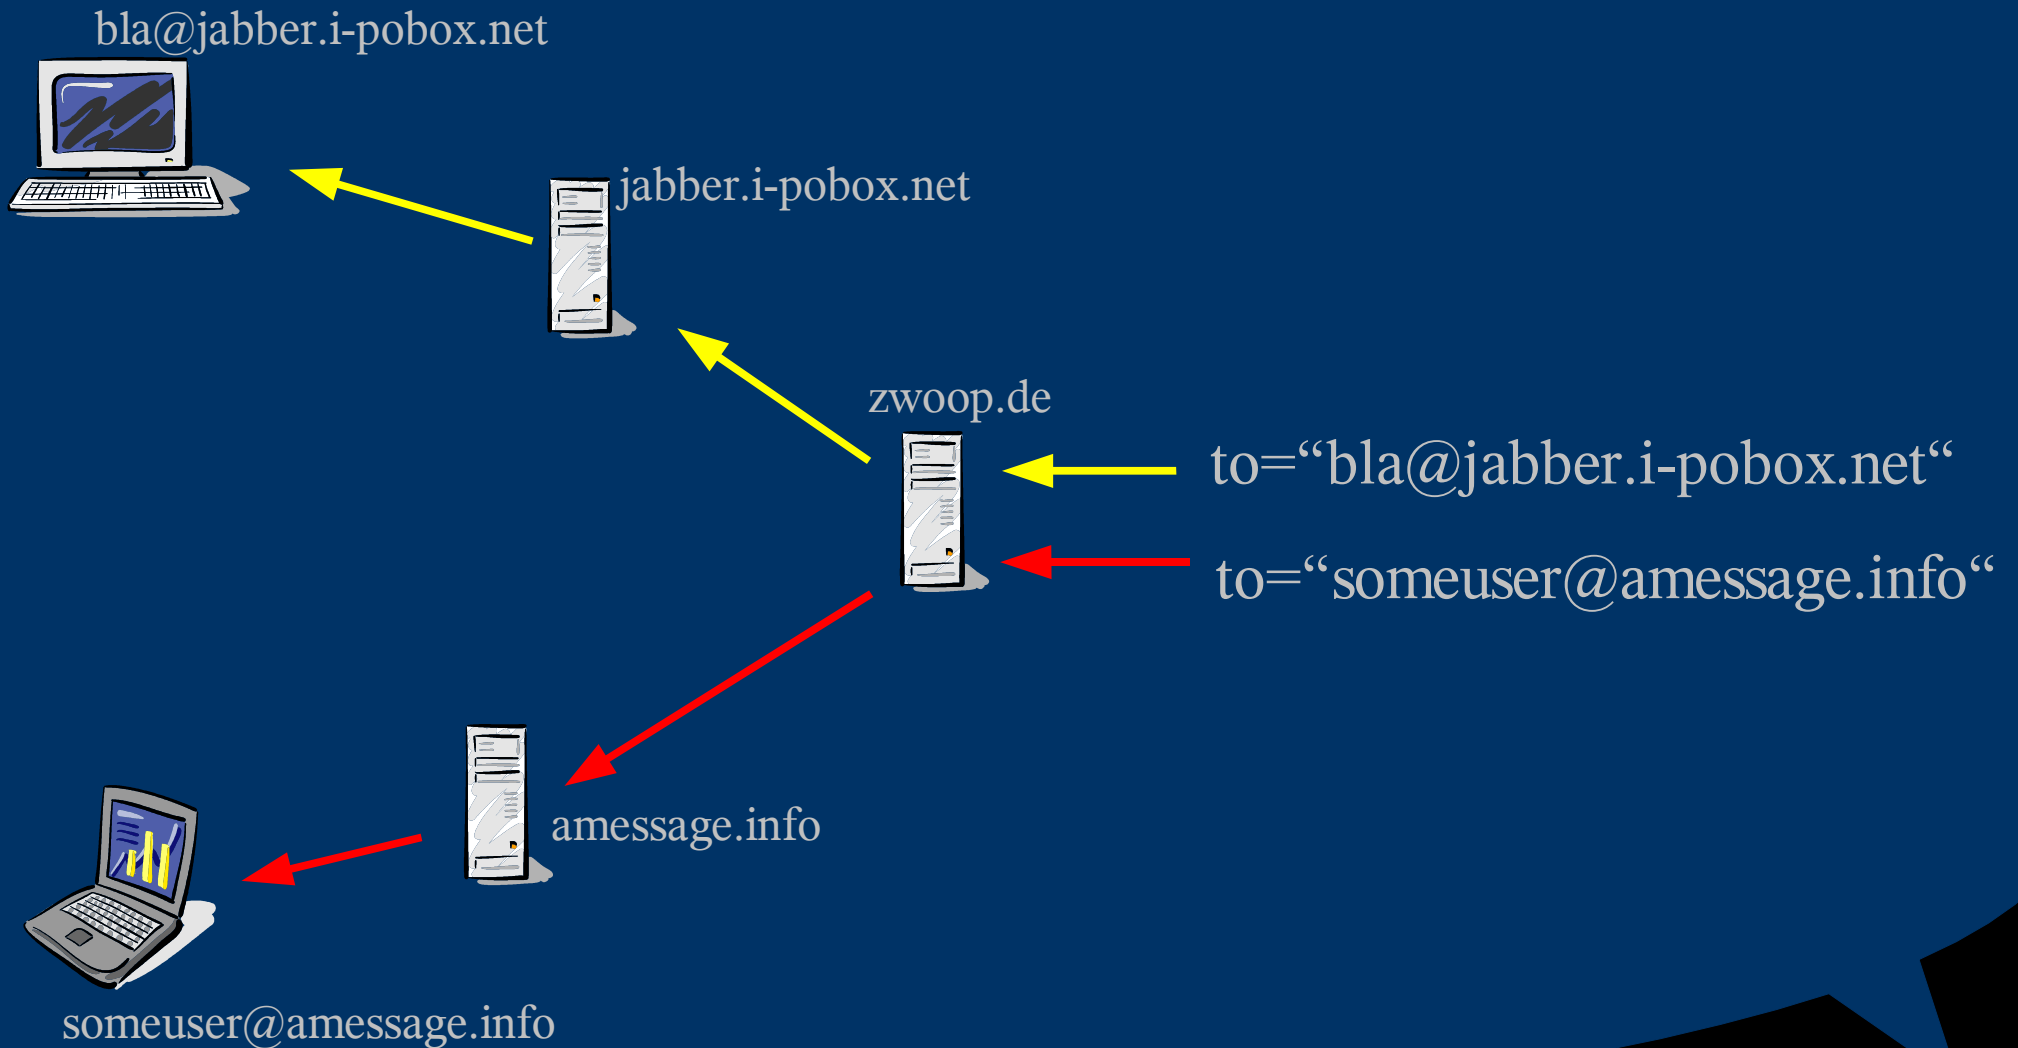 bla@jabber.i-pobox.net
jabber.i-pobox.net
zwoop.de
to=“bla@jabber.i-pobox.net“
to=“someuser@amessage.info“
amessage.info
someuser@amessage.info